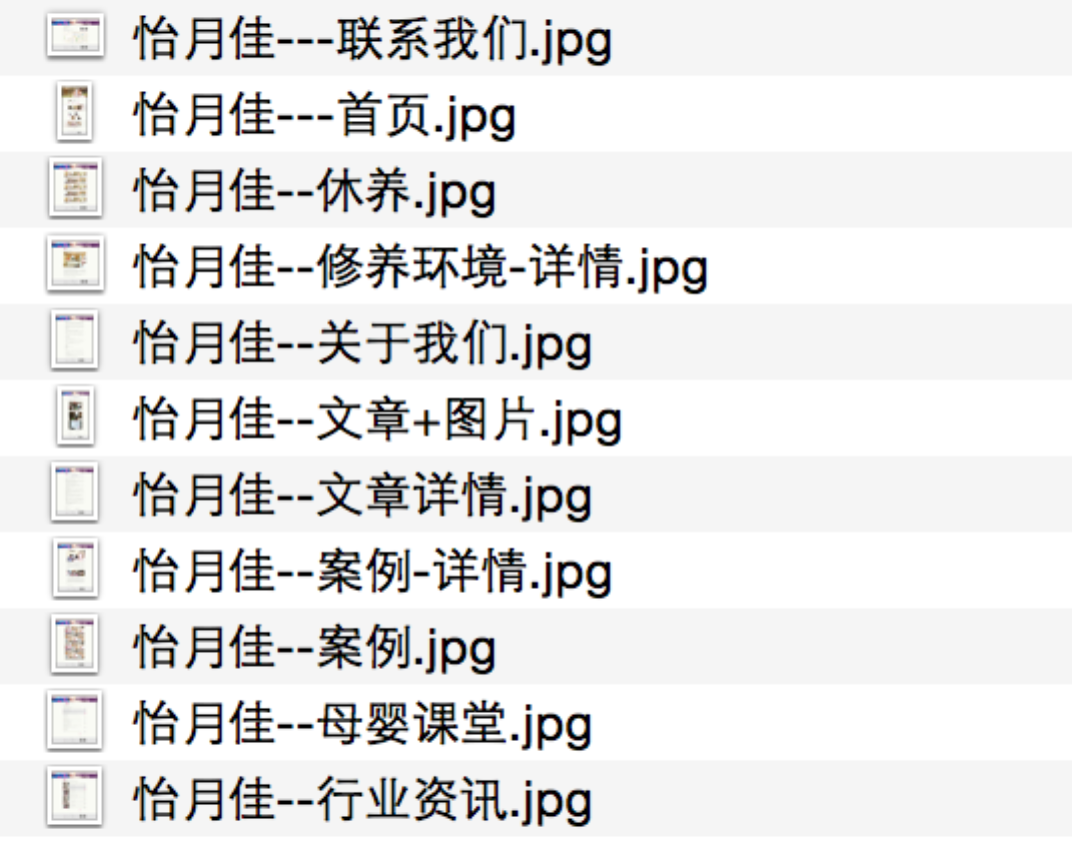 怡月佳---联系我们.jpg
怡月佳---首页.jpg
怡月佳--休养.jpg
怡月佳--修养环境-详情.jpg
怡月佳--关于我们.jpg
怡月佳--文章+图片.jpg
怡月佳--文章详情.jpg
怡月佳--案例-详情.jpg
怡月佳--案例.jpg
怡月佳--母婴课堂.jpg
怡月佳--行业资讯.jpg